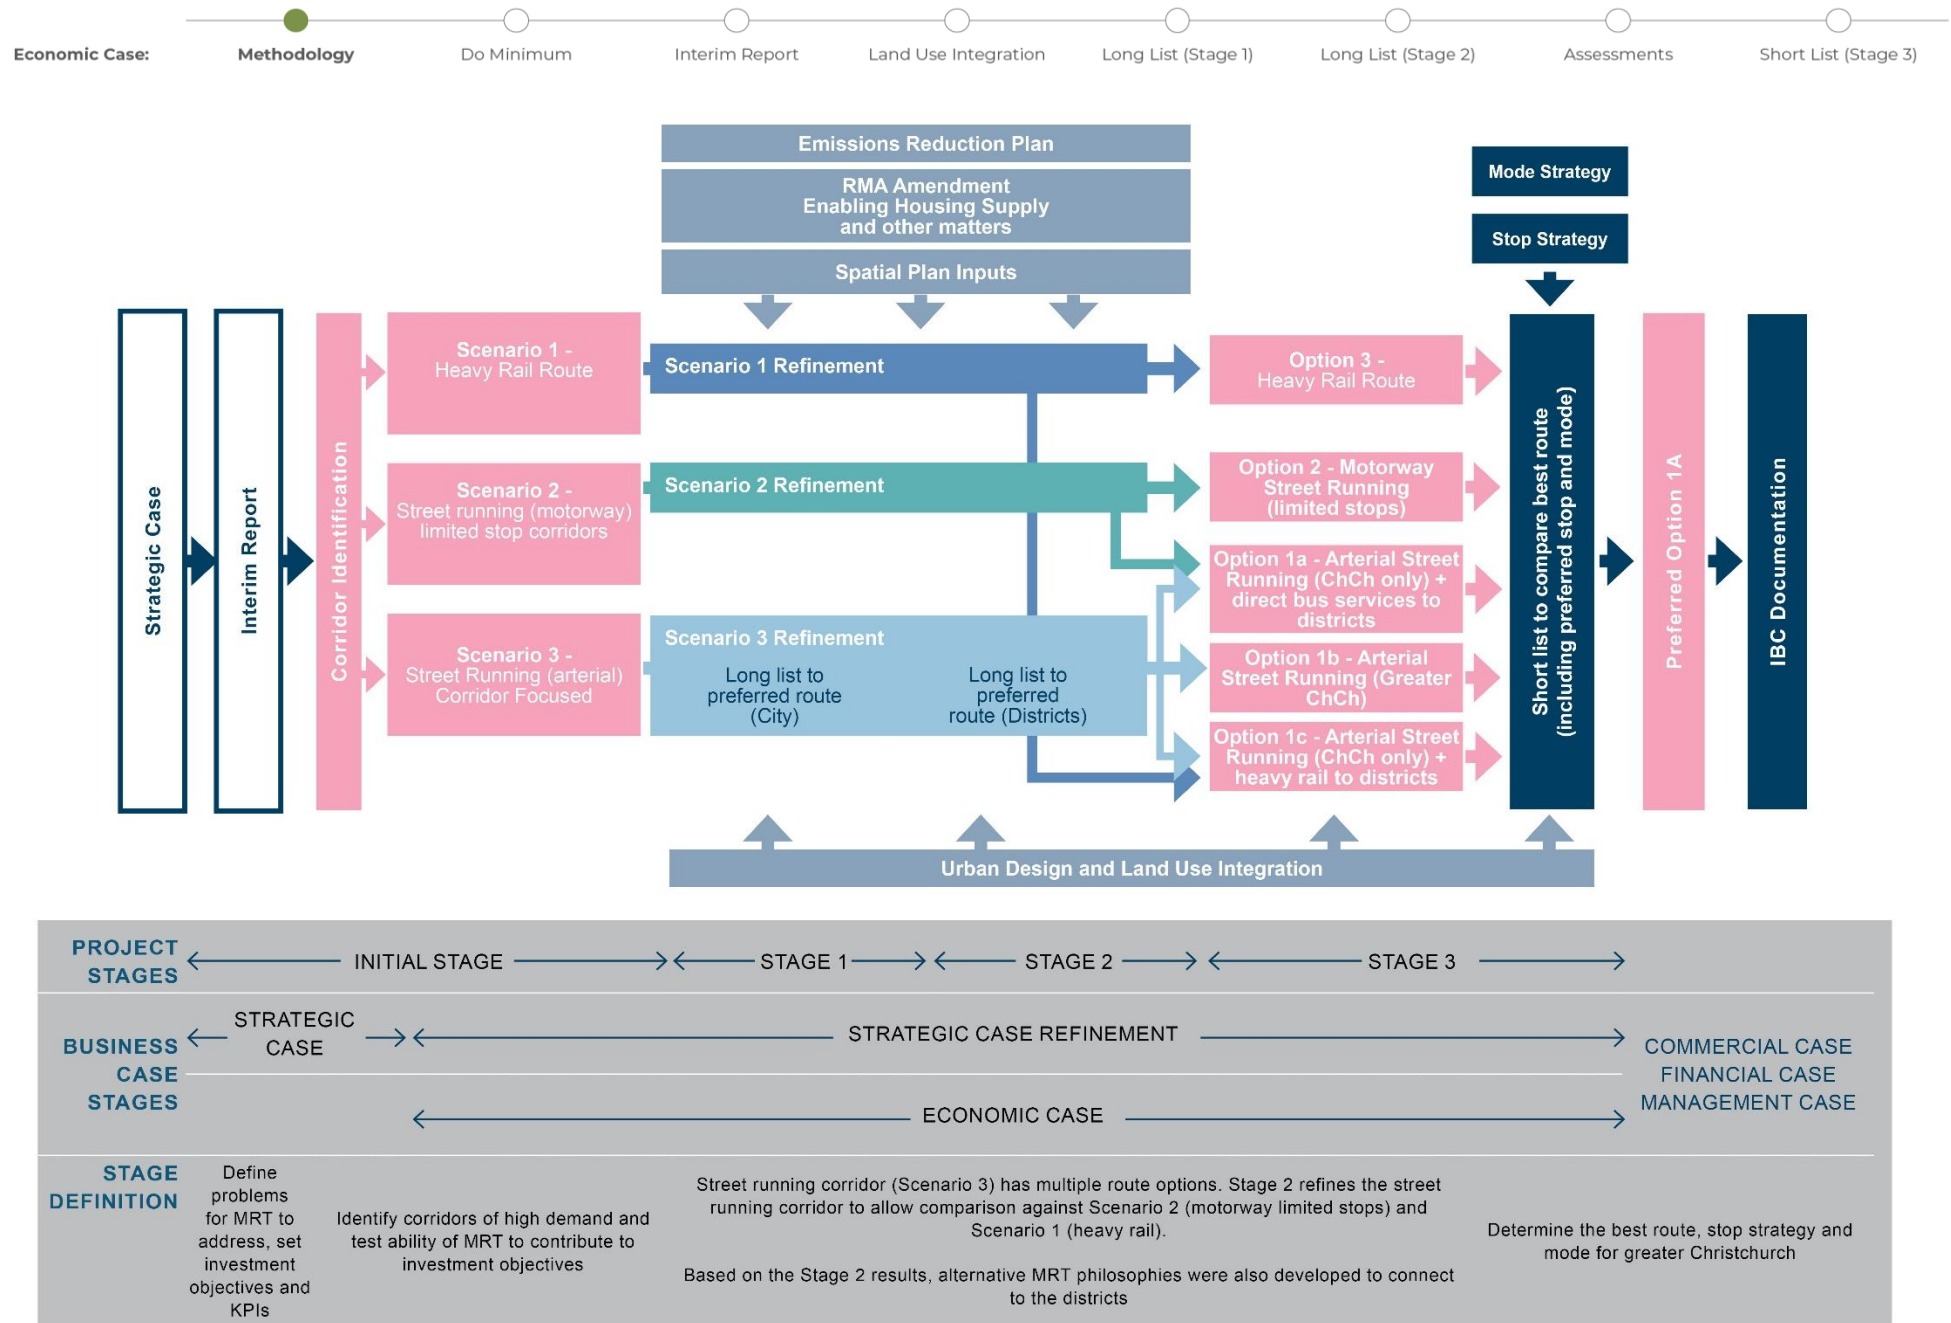 Economic Case:
Methodology
Do Minimum
Interim Report
Land Use Integration
Long List (Stage 1)
Long List (Stage 2)
Assessments
Short List (Stage 3)
Emissions Reduction Plan
RMA Amendment
Enabling Housing Supply
and other matters
Spatial Plan Inputs
Mode Strategy
Stop Strategy
Strategic Case
Interim Report
Corridor Identification
Scenario 1 -
Heavy Rail Route
Scenario 2 -
Street running (motorway)
limited stop corridors
Scenario 3 -
Street Running (arterial)
Corridor Focused
Scenario 1 Refinement
Scenario 2 Refinement
Scenario 3 Refinement
Long list to
preferred route
(City)
Long list to
preferred
route (Districts)
Option 3 -
Heavy Rail Route
Option 2 - Motorway
Street Running
(limited stops)
Option 1a - Arterial Street
Running (ChCh only) +
direct bus services to
districts
Option 1b - Arterial
Street Running (Greater
ChCh)
Option 1c - Arterial Street
Running (ChCh only) +
heavy rail to districts
Short list to compare best route
(including preferred stop and mode)
Preferred Option 1A
IBC Documentation
Urban Design and Land Use Integration
PROJECT
STAGES
INITIAL STAGE
STAGE 1
STAGE 2
STAGE 3
BUSINESS
CASE
STAGES
STRATEGIC
CASE
STRATEGIC CASE REFINEMENT
ECONOMIC CASE
COMMERCIAL CASE
FINANCIAL CASE
MANAGEMENT CASE
STAGE
DEFINITION
Define
problems
for MRT to
address, set
investment
objectives and
KPIs
Identify corridors of high demand and
test ability of MRT to contribute to
investment objectives
Street running corridor (Scenario 3) has multiple route options. Stage 2 refines the street
running corridor to allow comparison against Scenario 2 (motorway limited stops) and
Scenario 1 (heavy rail).
Based on the Stage 2 results, alternative MRT philosophies were also developed to connect
to the districts
Determine the best route, stop strategy and
mode for greater Christchurch